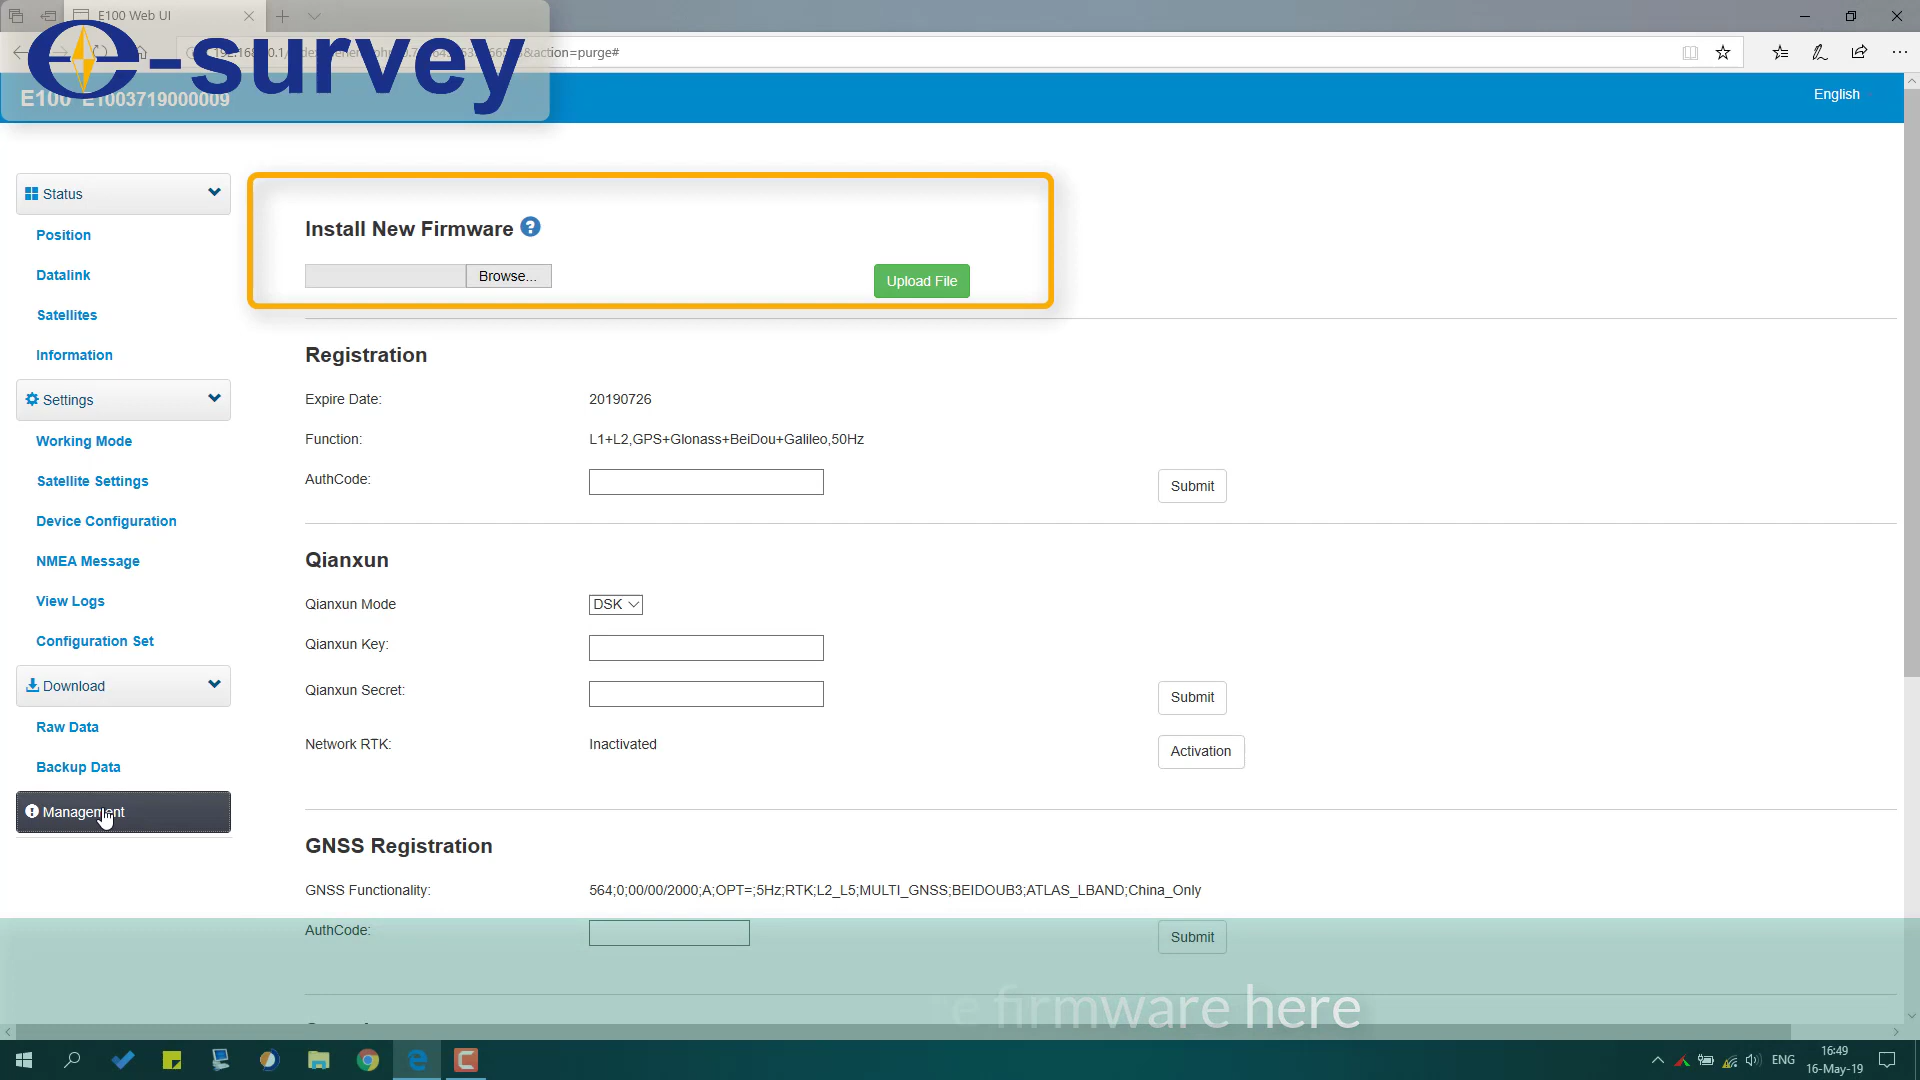 E100 Web UI
&action=purge#
e-survey
E100 E1003719000009
English
Status
Position
Datalink
Satellites
Information
Settings
Working Mode
Satellite Settings
Device Configuration
NMEA Message
View Logs
Configuration Set
Download
Raw Data
Backup Data
Management
Install New Firmware ?
Browse...
Upload File
Registration
Expire Date: 20190726
Function: L1+L2,GPS+Glonass+BeiDou+Galileo,50Hz
AuthCode: Submit
Qianxun
Qianxun Mode DSK
Qianxun Key:
Qianxun Secret: Submit
Network RTK: Inactivated Activation
GNSS Registration
GNSS Functionality: 564;0;00/00/2000;A;OPT=;5Hz;RTK;L2_L5;MULTI_GNSS;BEIDOUB3;ATLAS_LBAND;China_Only
AuthCode: Submit
te firmware here
ENG
16:49
16-May-19